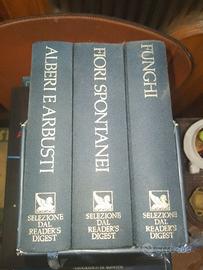 ALBERI E ARBUSTI
SELEZIONE
DAL
READER'S
DIGEST
FIORI SPONTANEI
SELEZIONE
DAL
READER'S
DIGEST
FUNGHI
SELEZIONE
DAL
READER'S
DIGEST